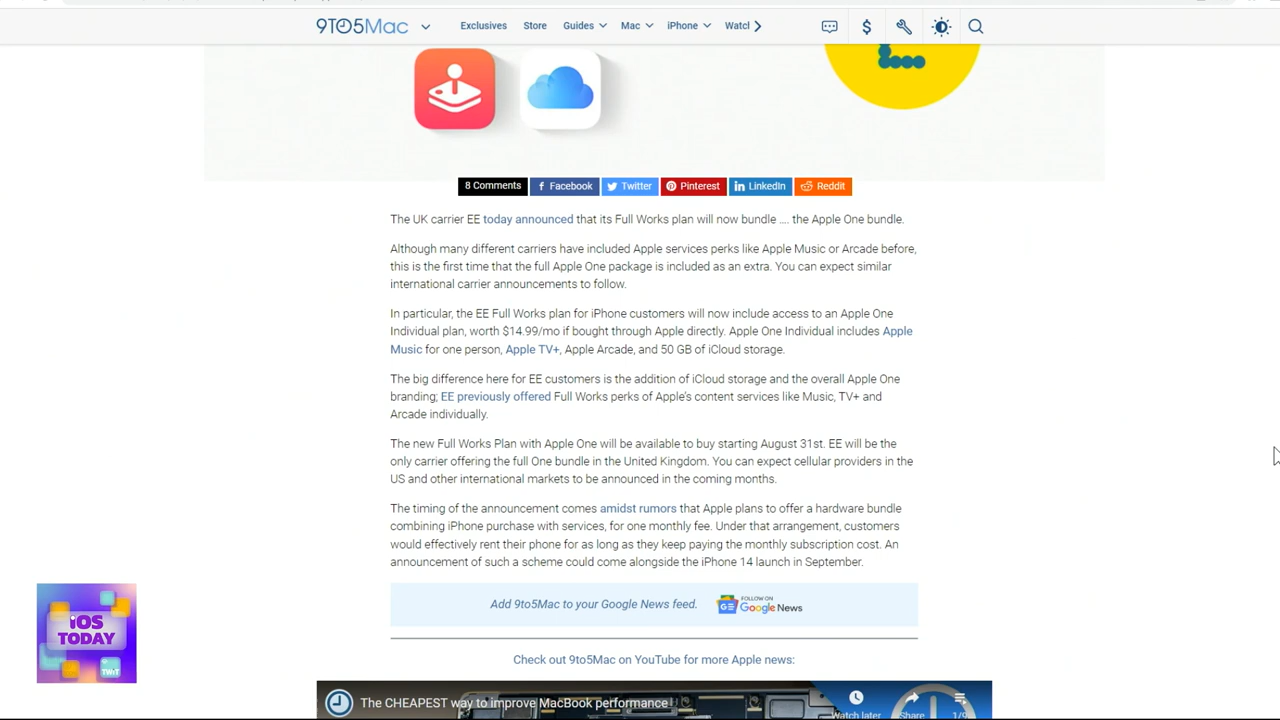 9TO5Mac
Exclusives Store Guides Mac iPhone Watcl
8 Comments Facebook Twitter Pinterest LinkedIn Reddit
The UK carrier EE today announced that its Full Works plan will now bundle .... the Apple One bundle.
Although many different carriers have included Apple services perks like Apple Music or Arcade before,
this is the first time that the full Apple One package is included as an extra. You can expect similar
international carrier announcements to follow.
In particular, the EE Full Works plan for iPhone customers will now include access to an Apple One
Individual plan, worth $14.99/mo if bought through Apple directly. Apple One Individual includes Apple
Music for one person, Apple TV+, Apple Arcade, and 50 GB of iCloud storage.
The big difference here for EE customers is the addition of iCloud storage and the overall Apple One
branding; EE previously offered Full Works perks of Apple's content services like Music, TV+ and
Arcade individually.
The new Full Works Plan with Apple One will be available to buy starting August 31st. EE will be the
only carrier offering the full One bundle in the United Kingdom. You can expect cellular providers in the
US and other international markets to be announced in the coming months.
The timing of the announcement comes amidst rumors that Apple plans to offer a hardware bundle
combining iPhone purchase with services, for one monthly fee. Under that arrangement, customers
would effectively rent their phone for as long as they keep paying the monthly subscription cost. An
announcement of such a scheme could come alongside the iPhone 14 launch in September.
Add 9to5Mac to your Google News feed.
FOLLOW ON
Google News
iOS
TODAY
TWiT
Check out 9to5Mac on YouTube for more Apple news:
The CHEAPEST way to improve MacBook performance
Watch later Share 1/9